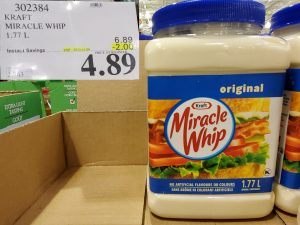 302384
KRAFT
MIRACLE WHIP
1.77 L
6.89
INSTANT SAVINGS
-2.00
4.89
original
Kraft
Miracle
Whip
NO ARTIFICIAL FLAVOURS OR COLOURS
1.77 L